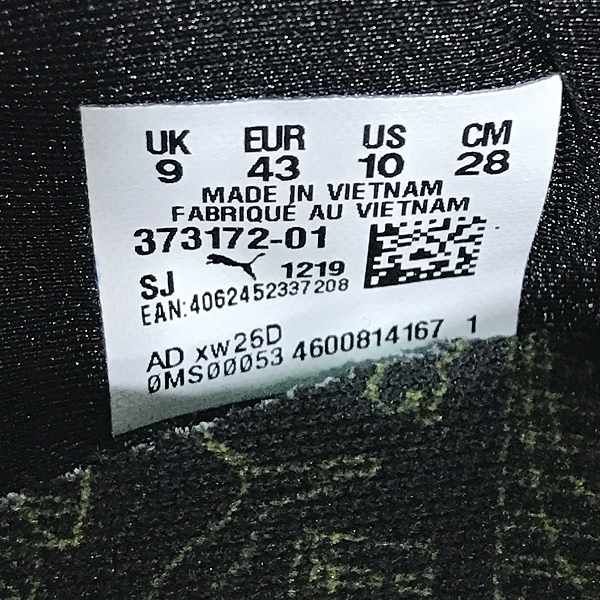 UK EUR US CM
9 43 10 28
MADE IN VIETNAM
FABRIQUÉ AU VIETNAM
373172-01
SJ 1219
EAN:4062452337208
AD xw26D
0MS00053 4600814167 1